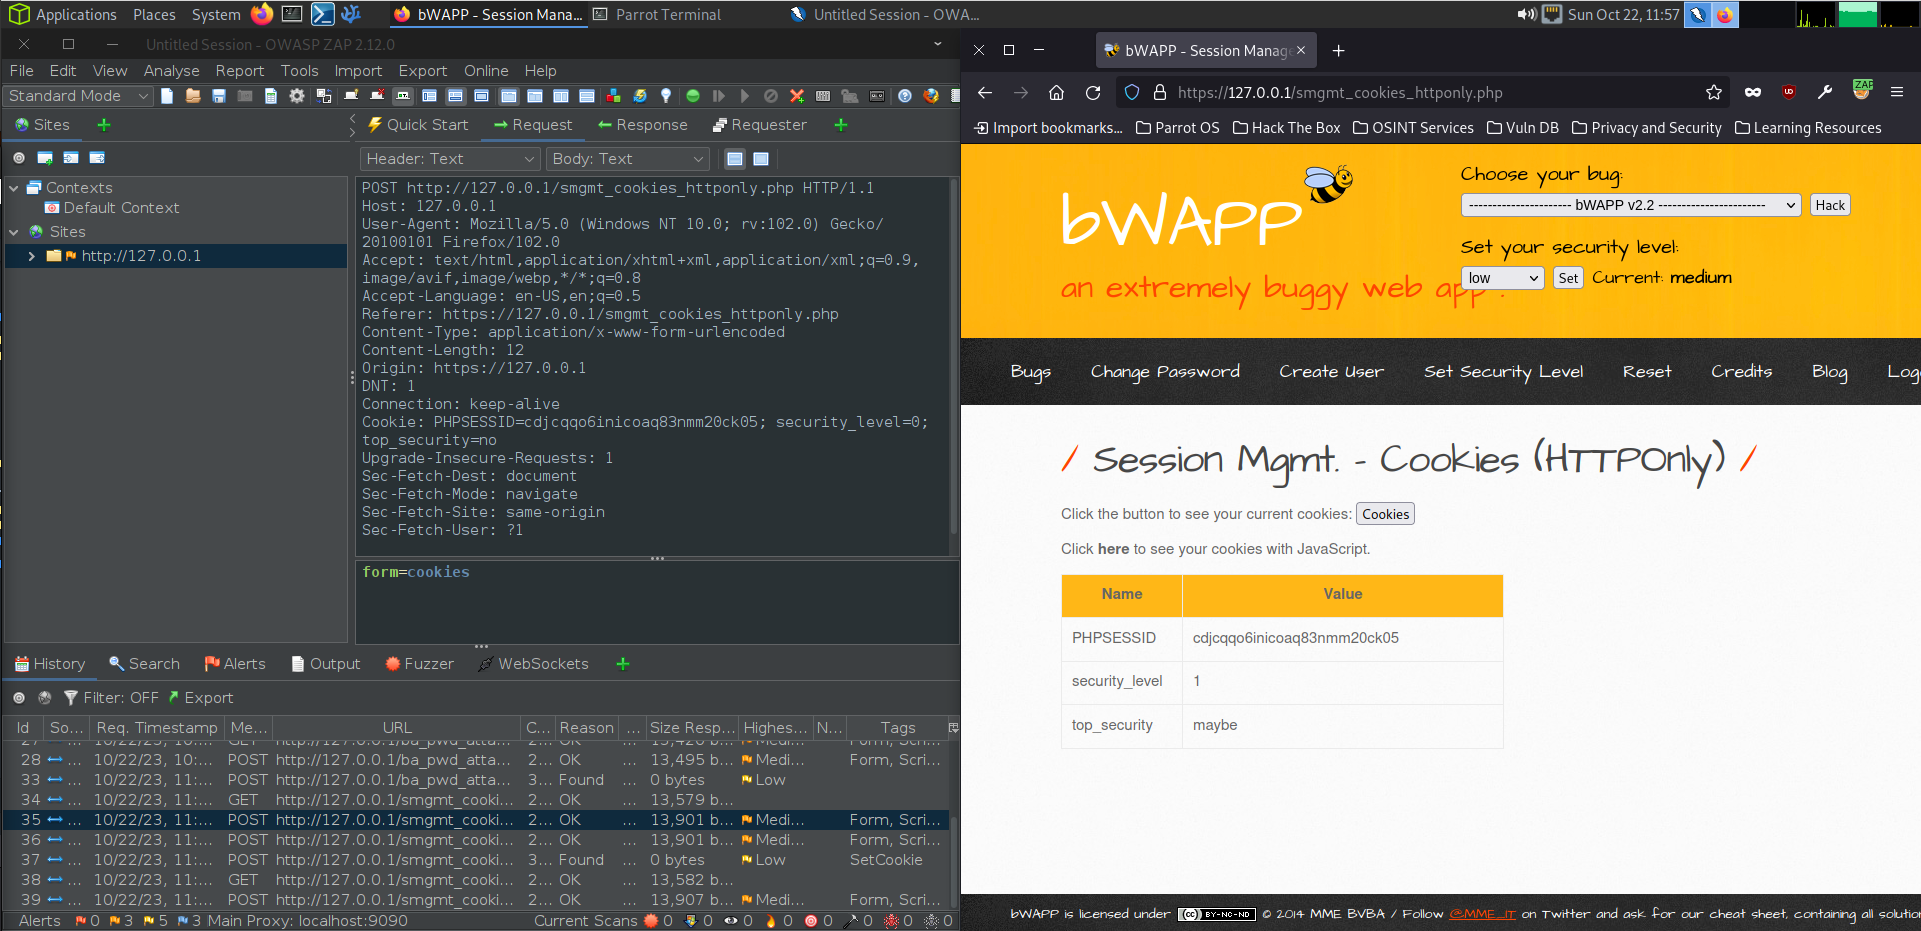 Applications Places System bWAPP - Session Mana... Parrot Terminal Untitled Session - OWA... Sun Oct 22, 11:57
Untitled Session - OWASP ZAP 2.12.0
File Edit View Analyse Report Tools Import Export Online Help
Standard Mode
Sites
Quick Start Request Response Requester
Header: Text Body: Text
Contexts
Default Context
Sites
http://127.0.0.1
POST http://127.0.0.1/smgmt_cookies_httponly.php HTTP/1.1
Host: 127.0.0.1
User-Agent: Mozilla/5.0 (Windows NT 10.0; rv:102.0) Gecko/
20100101 Firefox/102.0
Accept: text/html,application/xhtml+xml,application/xml;q=0.9,
image/avif,image/webp,*/*;q=0.8
Accept-Language: en-US,en;q=0.5
Referer: https://127.0.0.1/smgmt_cookies_httponly.php
Content-Type: application/x-www-form-urlencoded
Content-Length: 12
Origin: https://127.0.0.1
DNT: 1
Connection: keep-alive
Cookie: PHPSESSID=cdjcqqo6inicoaq83nmm20ck05; security_level=0;
top_security=no
Upgrade-Insecure-Requests: 1
Sec-Fetch-Dest: document
Sec-Fetch-Mode: navigate
Sec-Fetch-Site: same-origin
Sec-Fetch-User: ?1
form=cookies
History Search Alerts Output Fuzzer WebSockets
Filter: OFF Export
Id So... Req. Timestamp Me... URL C... Reason ... Size Resp... Highes... N... Tags
27 ... 10/22/23, 10:... GET http://127.0.0.1/ba_pwd_atta... 2... OK ... 13,420 b... Medi... Form, Scri...
28 ... 10/22/23, 10:... POST http://127.0.0.1/ba_pwd_atta... 2... OK ... 13,495 b... Medi... Form, Scri...
33 ... 10/22/23, 11:... POST http://127.0.0.1/ba_pwd_atta... 3... Found ... 0 bytes Low
34 ... 10/22/23, 11:... GET http://127.0.0.1/smgmt_cooki... 2... OK ... 13,579 b...
35 ... 10/22/23, 11:... POST http://127.0.0.1/smgmt_cooki... 2... OK ... 13,901 b... Medi... Form, Scri...
36 ... 10/22/23, 11:... POST http://127.0.0.1/smgmt_cooki... 2... OK ... 13,901 b... Medi... Form, Scri...
37 ... 10/22/23, 11:... POST http://127.0.0.1/smgmt_cooki... 3... Found ... 0 bytes Low SetCookie
38 ... 10/22/23, 11:... GET http://127.0.0.1/smgmt_cooki... 2... OK ... 13,582 b...
39 ... 10/22/23, 11:... POST http://127.0.0.1/smgmt_cooki... 2... OK ... 13,907 b... Medi... Form, Scri...
Alerts 0 3 5 3 Main Proxy: localhost:9090 Current Scans 0 0 0 0 0 0 0 0
bWAPP - Session Manage
https://127.0.0.1/smgmt_cookies_httponly.php ZAP
Import bookmarks... Parrot OS Hack The Box OSINT Services Vuln DB Privacy and Security Learning Resources
bWAPP
an extremely buggy web app !
Choose your bug:
---------------------- bWAPP v2.2 ----------------------- Hack
Set your security level:
low Set Current: medium
Bugs Change Password Create User Set Security Level Reset Credits Blog Logo
/ Session Mgmt. - Cookies (HTTPOnly) /
Click the button to see your current cookies: Cookies
Click here to see your cookies with JavaScript.
Name Value
PHPSESSID cdjcqqo6inicoaq83nmm20ck05
security_level 1
top_security maybe
bWAPP is licensed under (cc) BY-NC-ND © 2014 MME BVBA / Follow @MME_IT on Twitter and ask for our cheat sheet, containing all solution